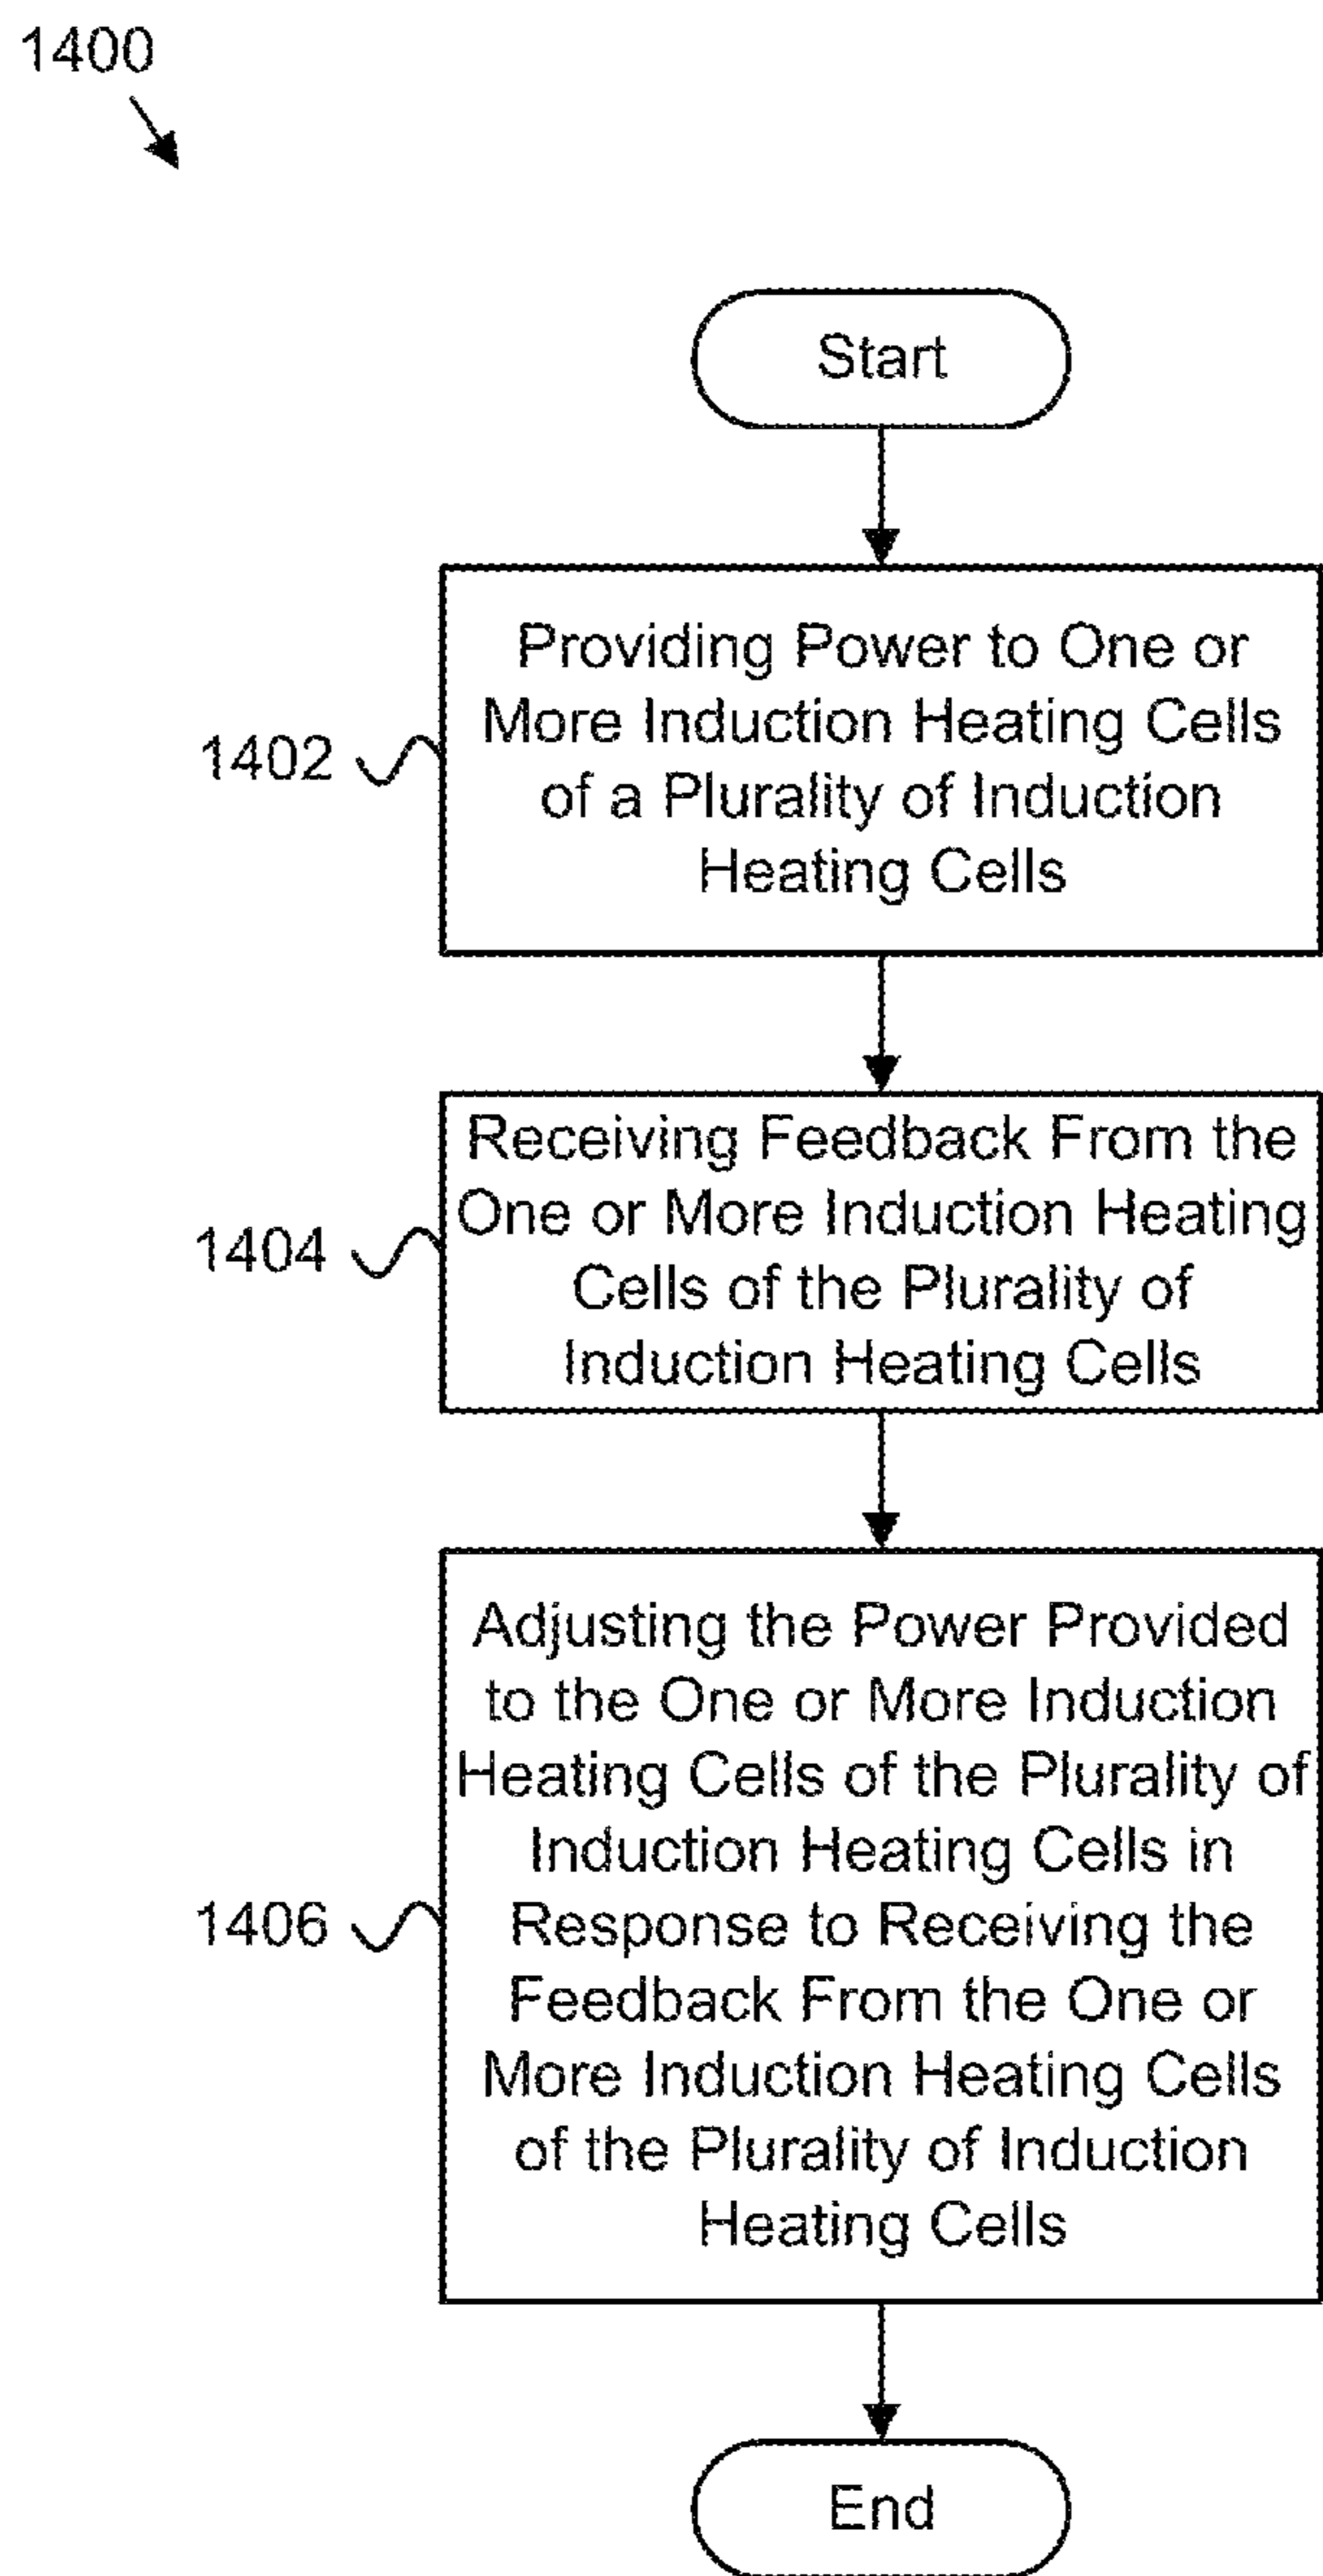 1400
Start
Providing Power to One or
More Induction Heating Cells
of a Plurality of Induction
Heating Cells
1402
Receiving Feedback From the
One or More Induction Heating
Cells of the Plurality of
Induction Heating Cells
1404
Adjusting the Power Provided
to the One or More Induction
Heating Cells of the Plurality of
Induction Heating Cells in
Response to Receiving the
Feedback From the One or
More Induction Heating Cells
of the Plurality of Induction
Heating Cells
1406
End